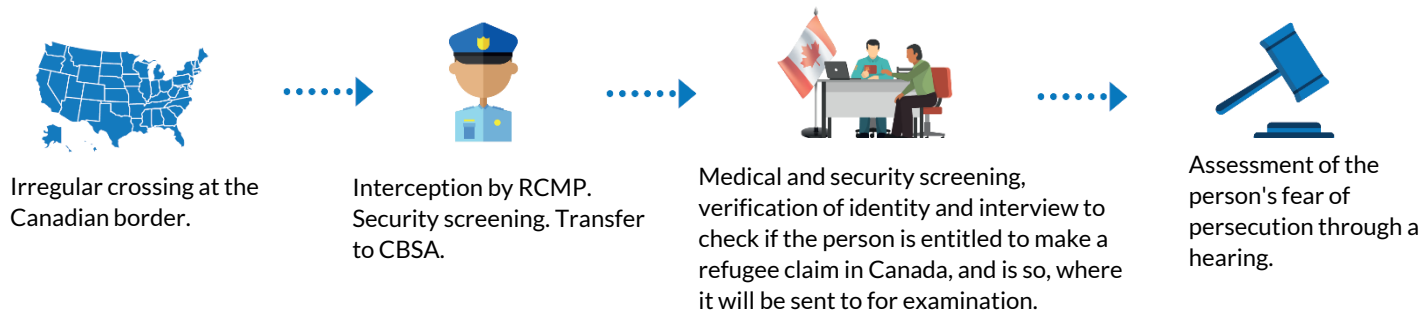 Irregular crossing at the
Canadian border.
Interception by RCMP.
Security screening. Transfer
to CBSA.
Medical and security screening,
verification of identity and interview to
check if the person is entitled to make a
refugee claim in Canada, and is so, where
it will be sent to for examination.
Assessment of the
person's fear of
persecution through a
hearing.